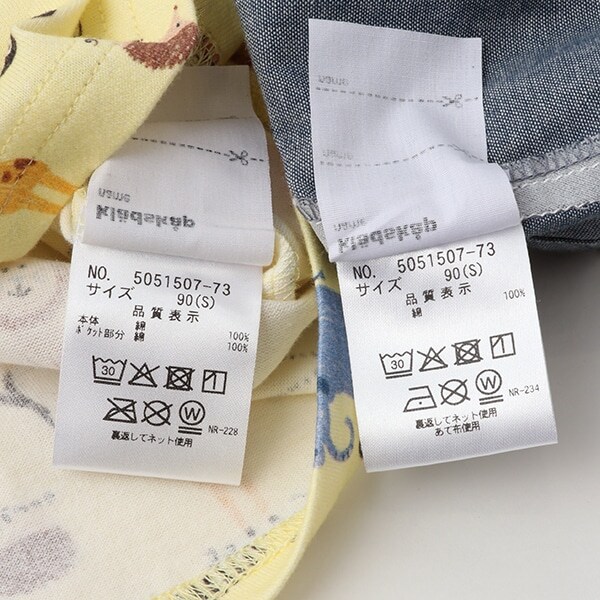 name
kladskap
NO. 5051507-73
サイズ 90(S)
品質表示
本体 綿 100%
ポケット部分 綿 100%
30
W
NR-228
裏返してネット使用
name
name
kladskap
NO. 5051507-73
サイズ 90(S)
品質表示
綿 100%
30
W
NR-234
裏返してネット使用
あて布使用